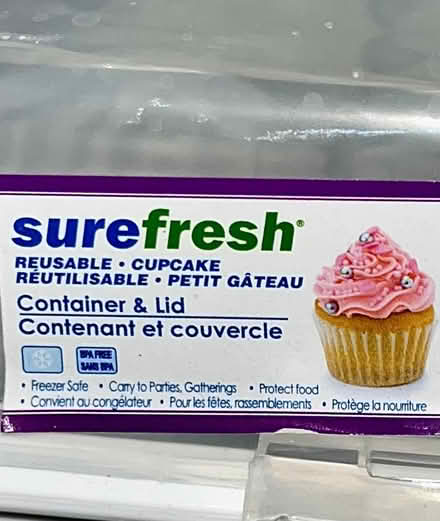 surefresh®
REUSABLE • CUPCAKE
RÉUTILISABLE • PETIT GÂTEAU
Container & Lid
Contenant et couvercle
BPA FREE
SANS BPA
• Freezer Safe • Carry to Parties, Gatherings • Protect food
• Convient au congélateur • Pour les fêtes, rassemblements • Protège la nourriture